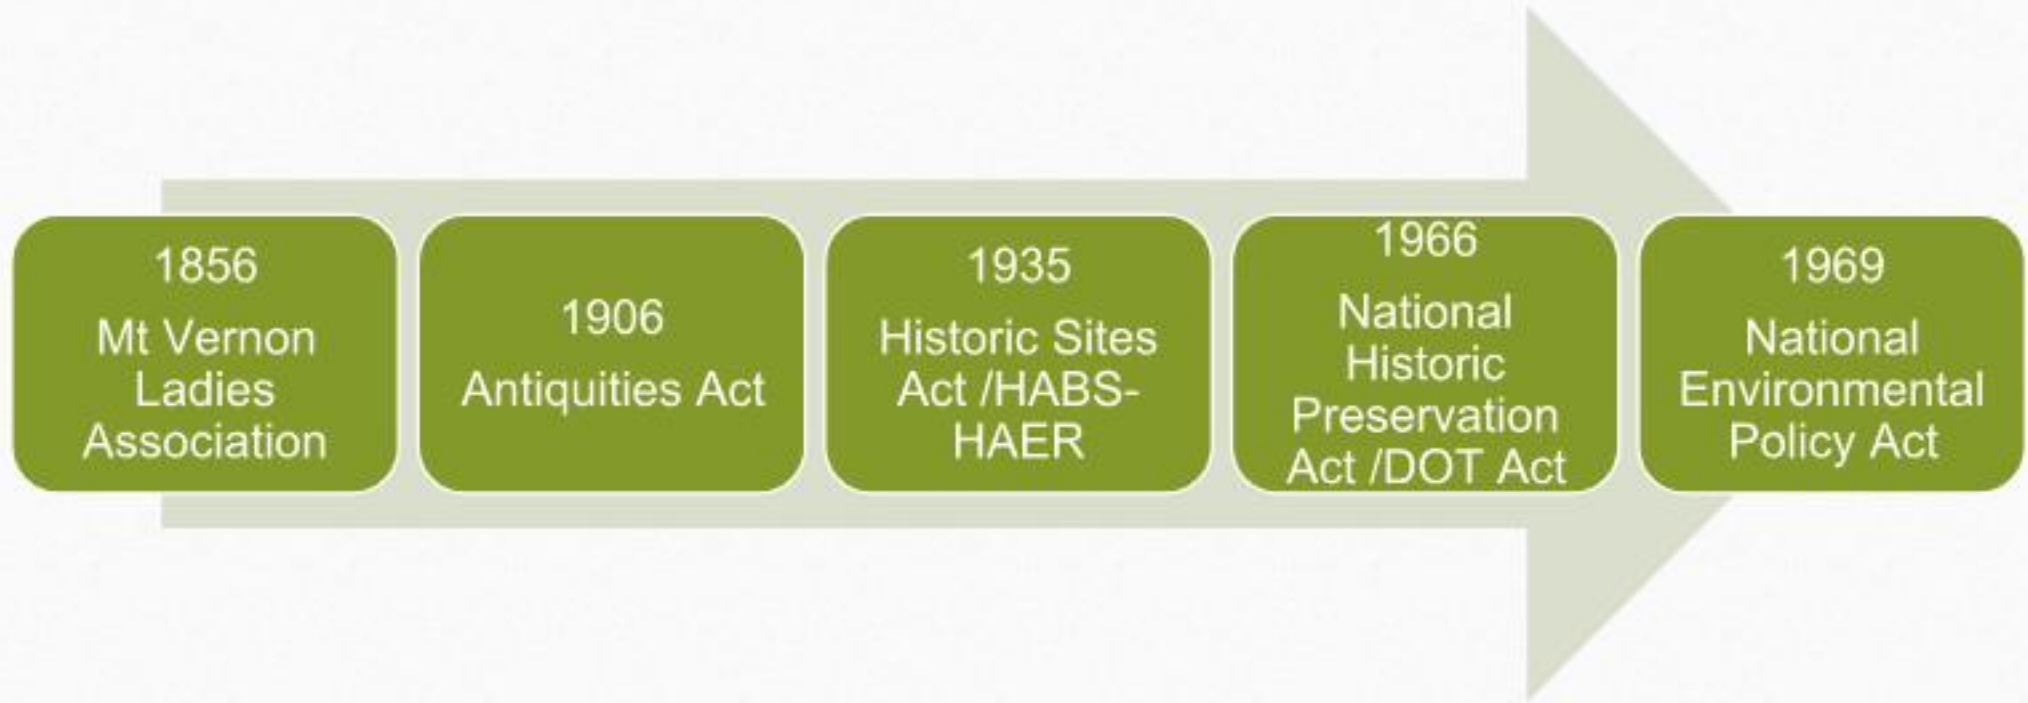 1856
Mt Vernon
Ladies
Association
1906
Antiquities Act
1935
Historic Sites
Act /HABS-
HAER
1966
National
Historic
Preservation
Act /DOT Act
1969
National
Environmental
Policy Act